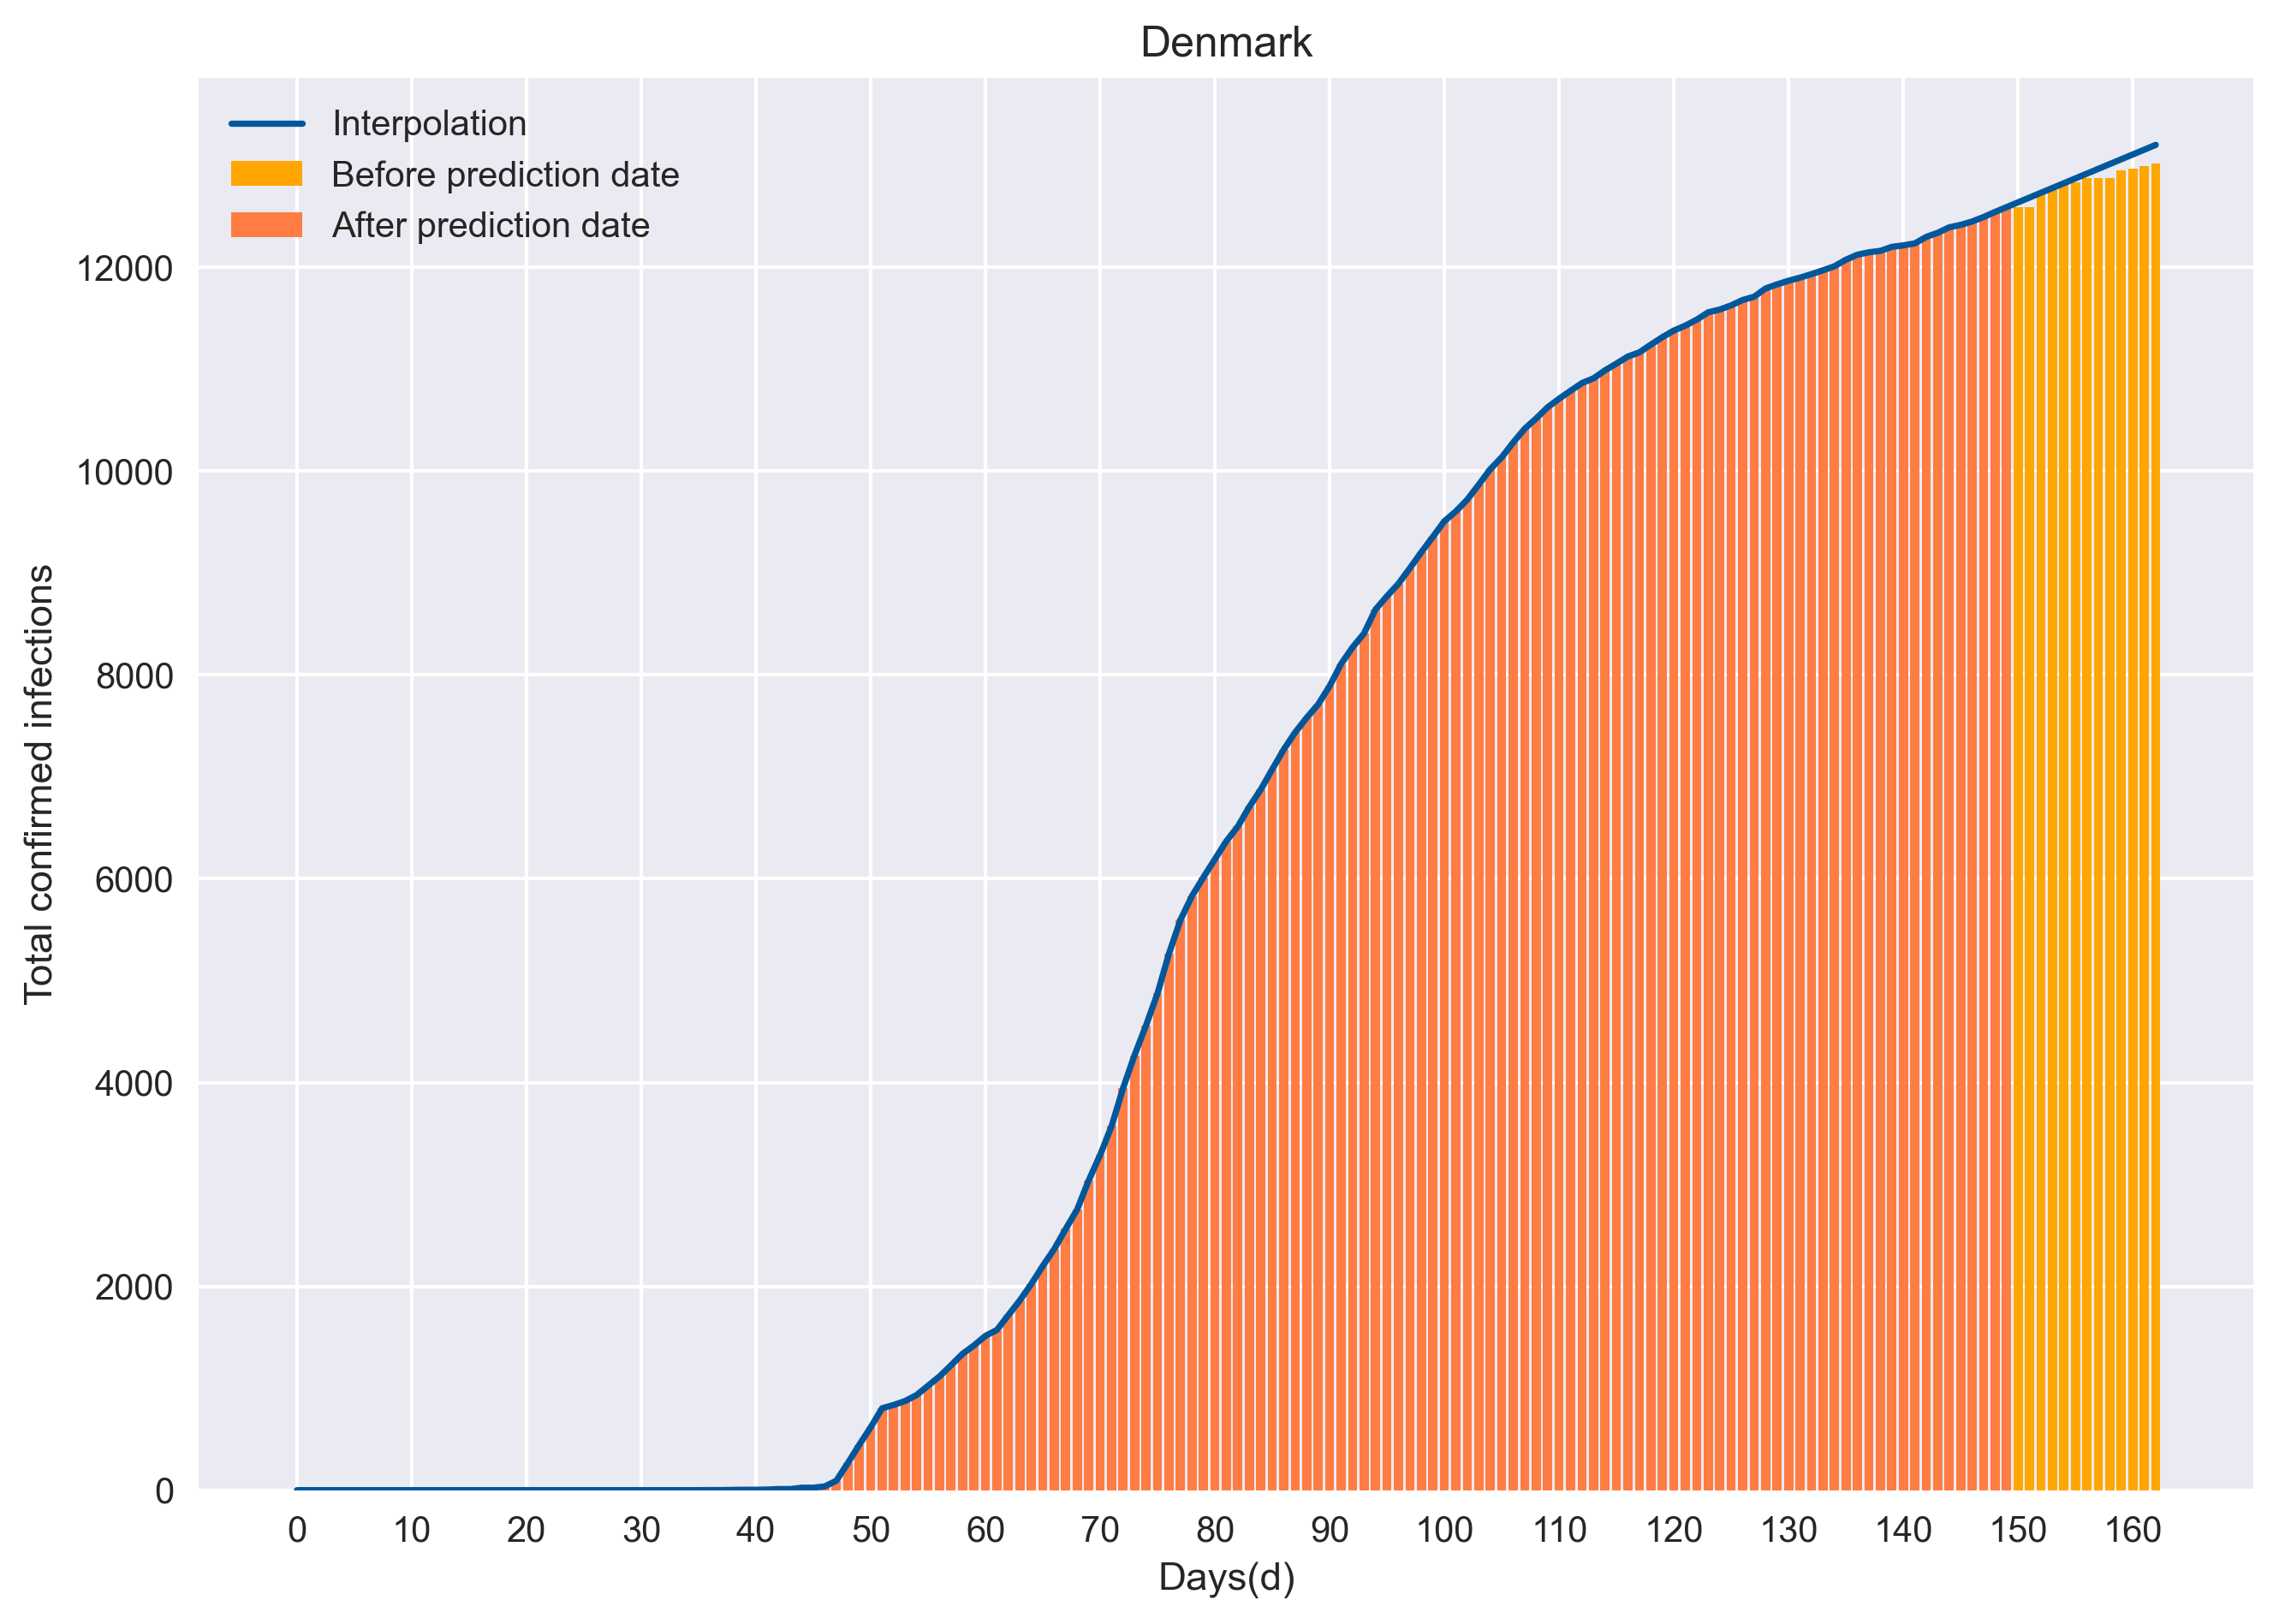 Denmark
Interpolation
Before prediction date
After prediction date
Total confirmed infections
12000
10000
8000
6000
4000
2000
0
0 10 20 30 40 50 60 70 80 90 100 110 120 130 140 150 160
Days(d)